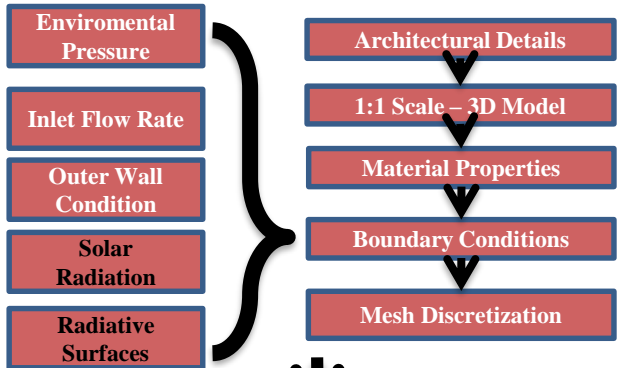 Enviromental
Pressure
Inlet Flow Rate
Outer Wall
Condition
Solar
Radiation
Radiative
Surfaces
Architectural Details
1:1 Scale – 3D Model
Material Properties
Boundary Conditions
Mesh Discretization